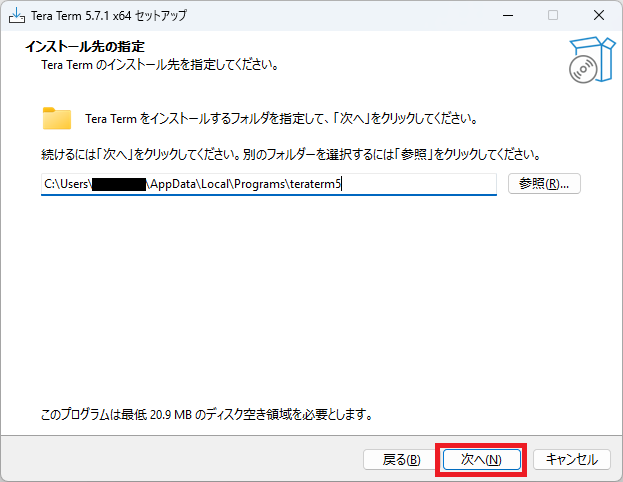 Tera Term 5.7.1 x64 セットアップ
インストール先の指定
Tera Term のインストール先を指定してください。
Tera Term をインストールするフォルダを指定して、「次へ」をクリックしてください。
続けるには「次へ」をクリックしてください。別のフォルダーを選択するには「参照」をクリックしてください。
C:\Users\ \AppData\Local\Programs\teraterm5
参照(R)...
このプログラムは最低 20.9 MB のディスク空き領域を必要とします。
戻る(B)
次へ(N)
キャンセル